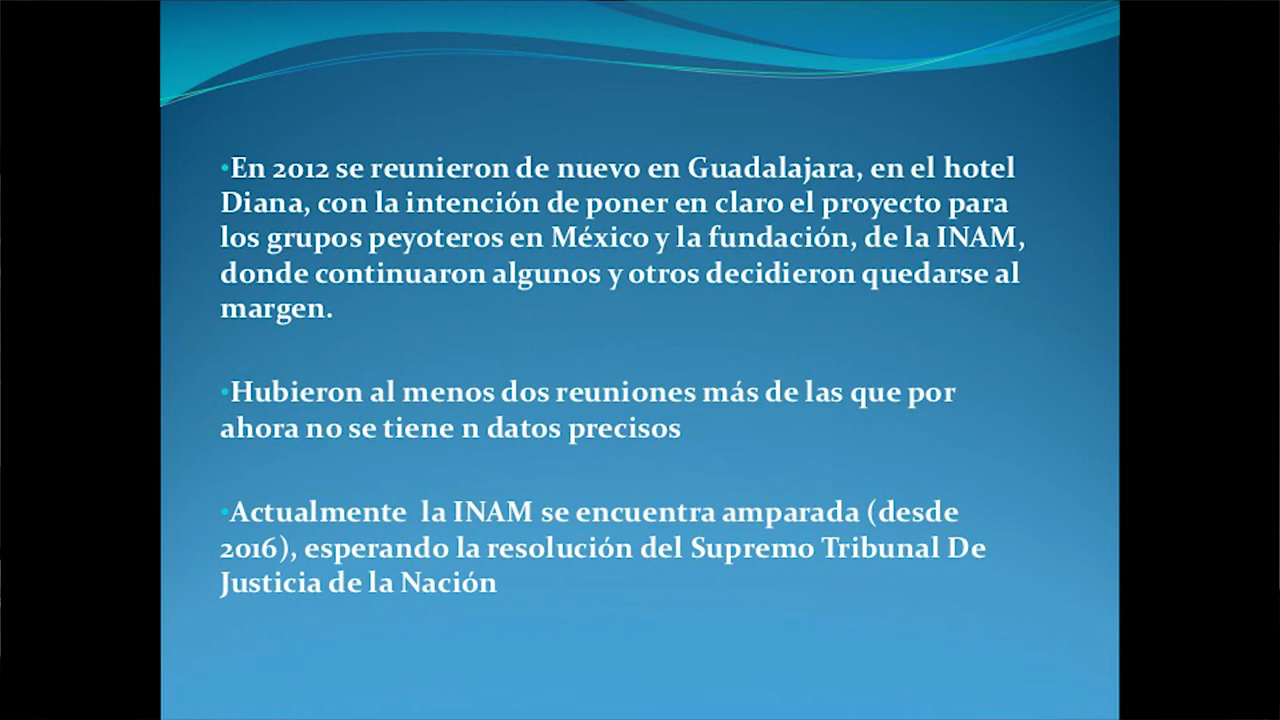 •En 2012 se reunieron de nuevo en Guadalajara, en el hotel
Diana, con la intención de poner en claro el proyecto para
los grupos peyoteros en México y la fundación, de la INAM,
donde continuaron algunos y otros decidieron quedarse al
margen.
•Hubieron al menos dos reuniones más de las que por
ahora no se tiene n datos precisos
•Actualmente  la INAM se encuentra amparada (desde
2016), esperando la resolución del Supremo Tribunal De
Justicia de la Nación